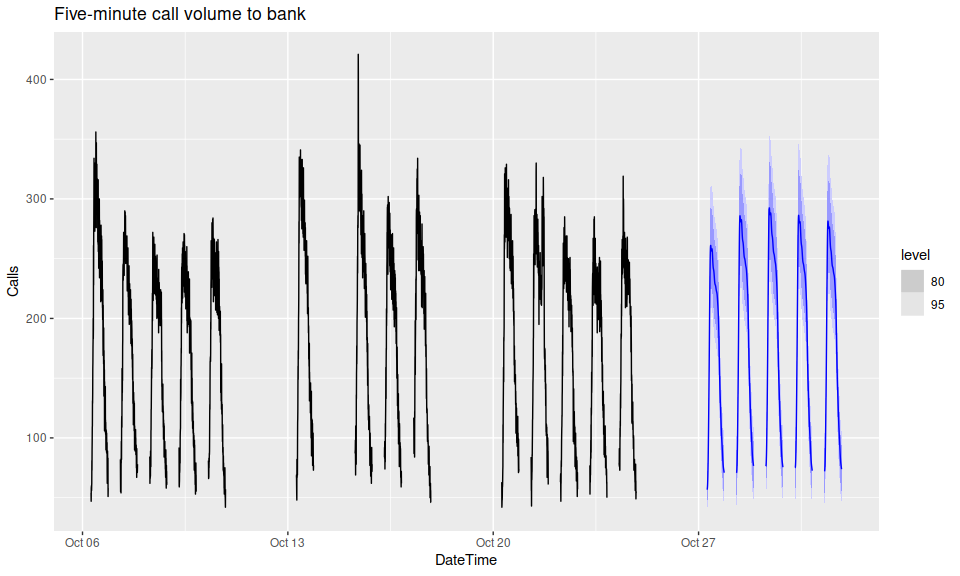 Five-minute call volume to bank
400
300
200
100
Calls
Oct 06
Oct 13
Oct 20
Oct 27
DateTime
level
80
95